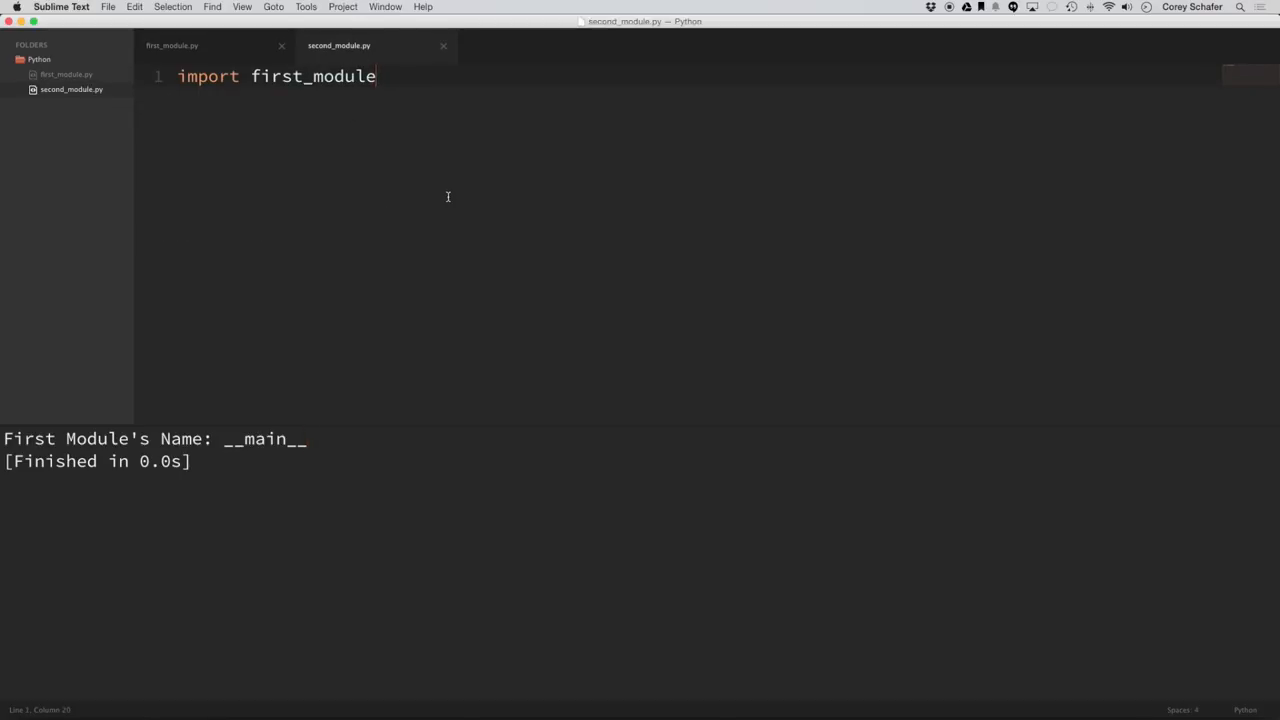 Sublime Text File Edit Selection Find View Goto Tools Project Window Help Corey Schafer
second_module.py — Python
FOLDERS
Python
first_module.py
second_module.py
first_module.py second_module.py
1 import first_module
First Module's Name: __main__
[Finished in 0.0s]
Line 1, Column 20 Spaces: 4 Python